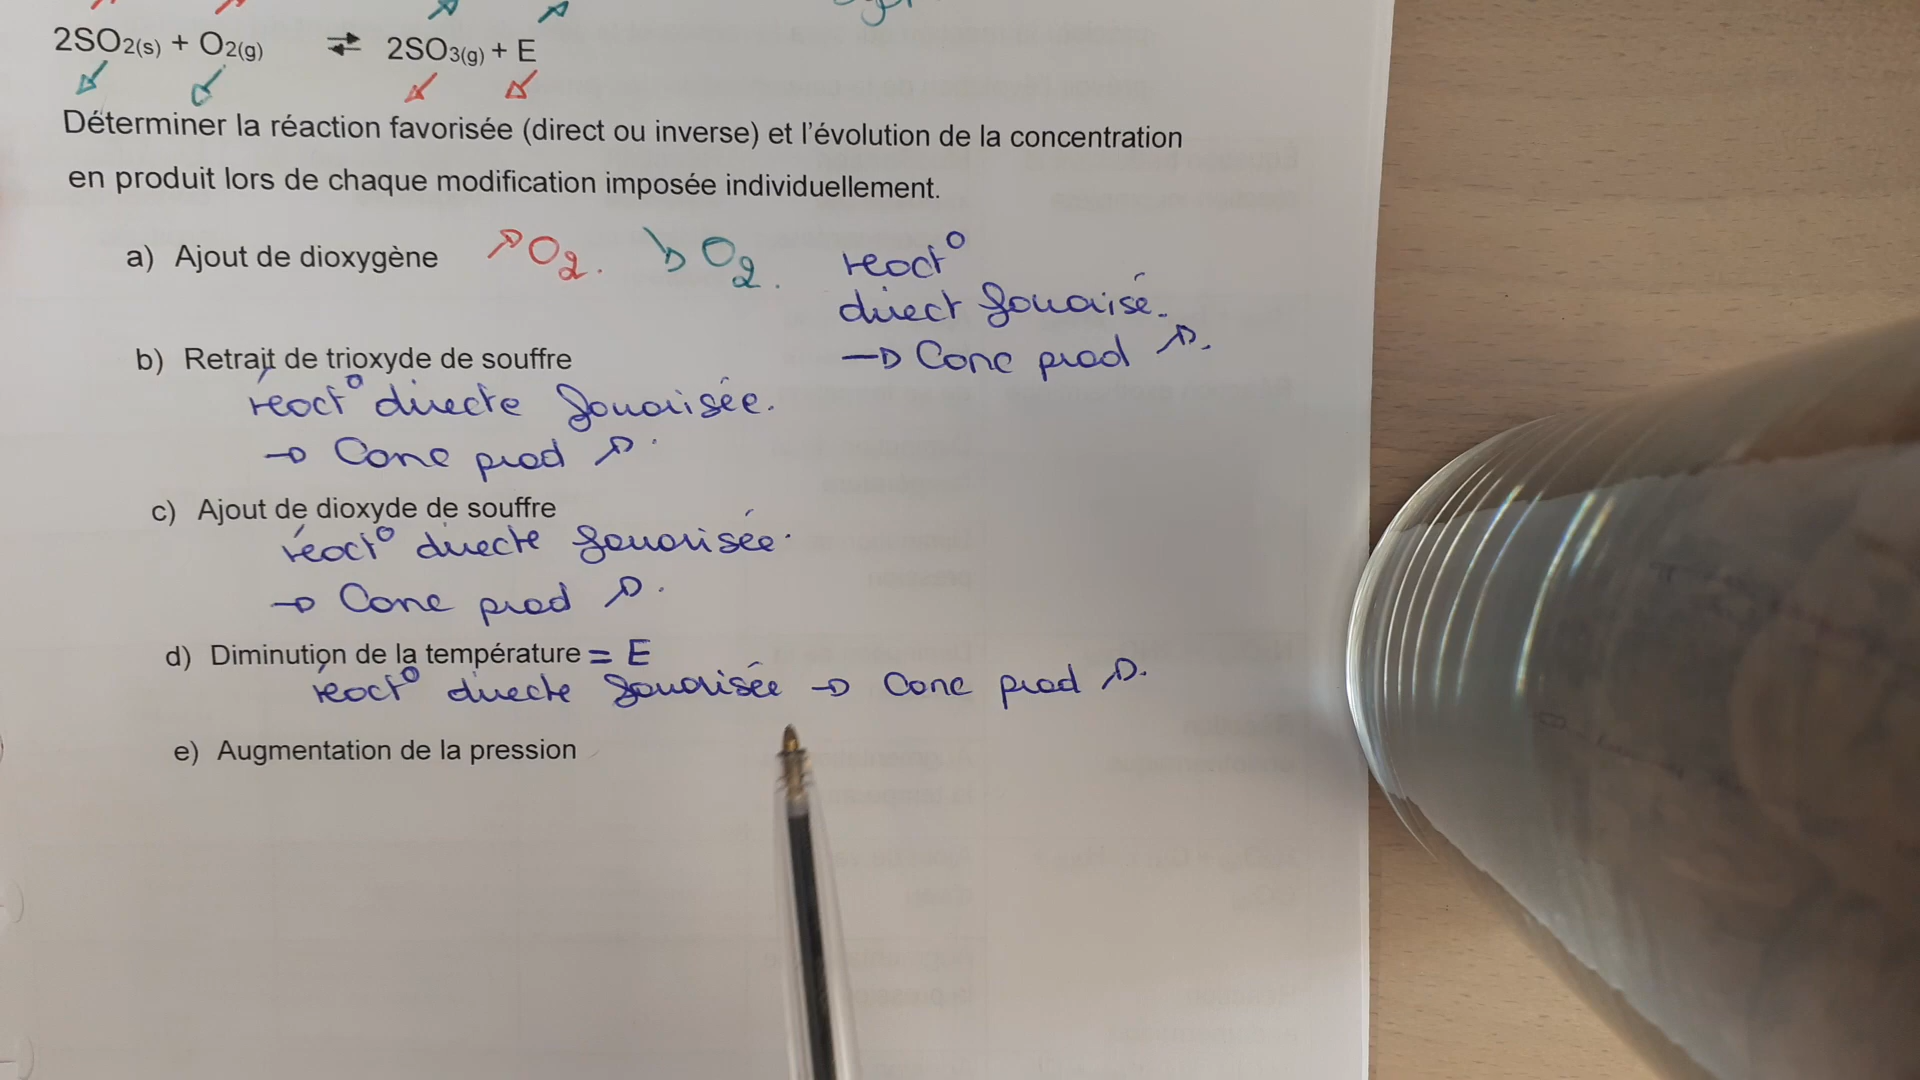 2SO2(s) + O2(g) ⇌ 2SO3(g) + E
Déterminer la réaction favorisée (direct ou inverse) et l'évolution de la concentration
en produit lors de chaque modification imposée individuellement.
a) Ajout de dioxygène ↗O2. ↘O2. réact°
direct favorisé.
→ Conc prod ↗.
b) Retrait de trioxyde de souffre
réact° directe favorisée.
→ Conc prod ↗.
c) Ajout de dioxyde de souffre
réact° directe favorisée.
→ Conc prod ↗.
d) Diminution de la température = E
réact° directe favorisée → Conc prod ↗.
e) Augmentation de la pression